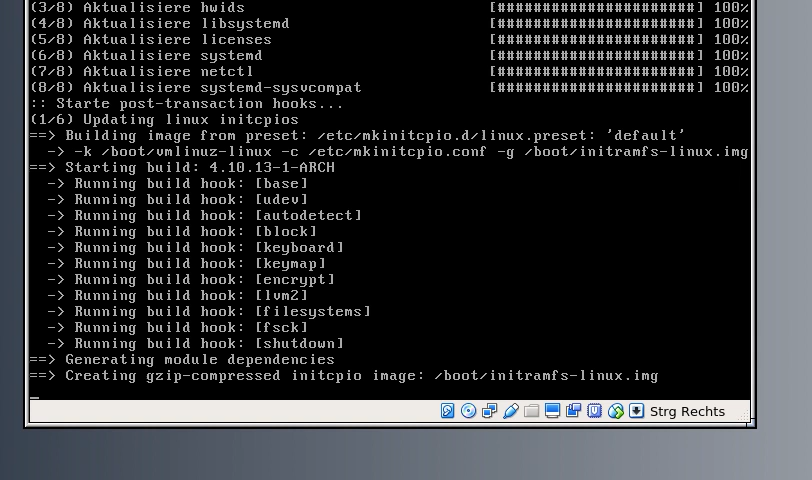 (3/8) Aktualisiere hwids [######################] 100%
(4/8) Aktualisiere libsystemd [######################] 100%
(5/8) Aktualisiere licenses [######################] 100%
(6/8) Aktualisiere systemd [######################] 100%
(7/8) Aktualisiere netctl [######################] 100%
(8/8) Aktualisiere systemd-sysvcompat [######################] 100%
:: Starte post-transaction hooks...
(1/6) Updating linux initcpios
==> Building image from preset: /etc/mkinitcpio.d/linux.preset: 'default'
-> -k /boot/vmlinuz-linux -c /etc/mkinitcpio.conf -g /boot/initramfs-linux.img
==> Starting build: 4.10.13-1-ARCH
-> Running build hook: [base]
-> Running build hook: [udev]
-> Running build hook: [autodetect]
-> Running build hook: [block]
-> Running build hook: [keyboard]
-> Running build hook: [keymap]
-> Running build hook: [encrypt]
-> Running build hook: [lvm2]
-> Running build hook: [filesystems]
-> Running build hook: [fsck]
-> Running build hook: [shutdown]
==> Generating module dependencies
==> Creating gzip-compressed initcpio image: /boot/initramfs-linux.img
_
Strg Rechts